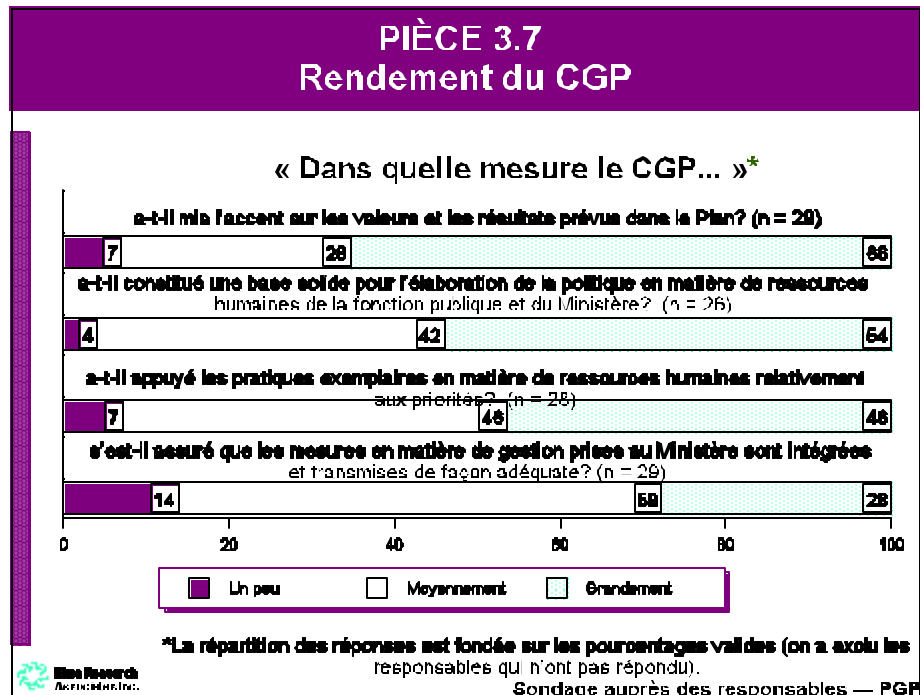 PIÈCE 3.7
Rendement du CGP
« Dans quelle mesure le CGP... »*
a-t-il mis l'accent sur les valeurs et les résultats prévus dans le Plan? (n = 29)
7 28 66
a-t-il constitué une base solide pour l'élaboration de la politique en matière de ressources
humaines de la fonction publique et du Ministère? (n = 26)
4 42 54
a-t-il appuyé les pratiques exemplaires en matière de ressources humaines relativement
aux priorités? (n = 28)
7 46 46
s'est-il assuré que les mesures en matière de gestion prises au Ministère sont intégrées
et transmises de façon adéquate? (n = 29)
14 59 28
0 20 40 60 80 100
Un peu Moyennement Grandement
*La répartition des réponses est fondée sur les pourcentages valides (on a exclu les
responsables qui n'ont pas répondu).
Research
Associates Inc.
Sondage auprès des responsables — PGP